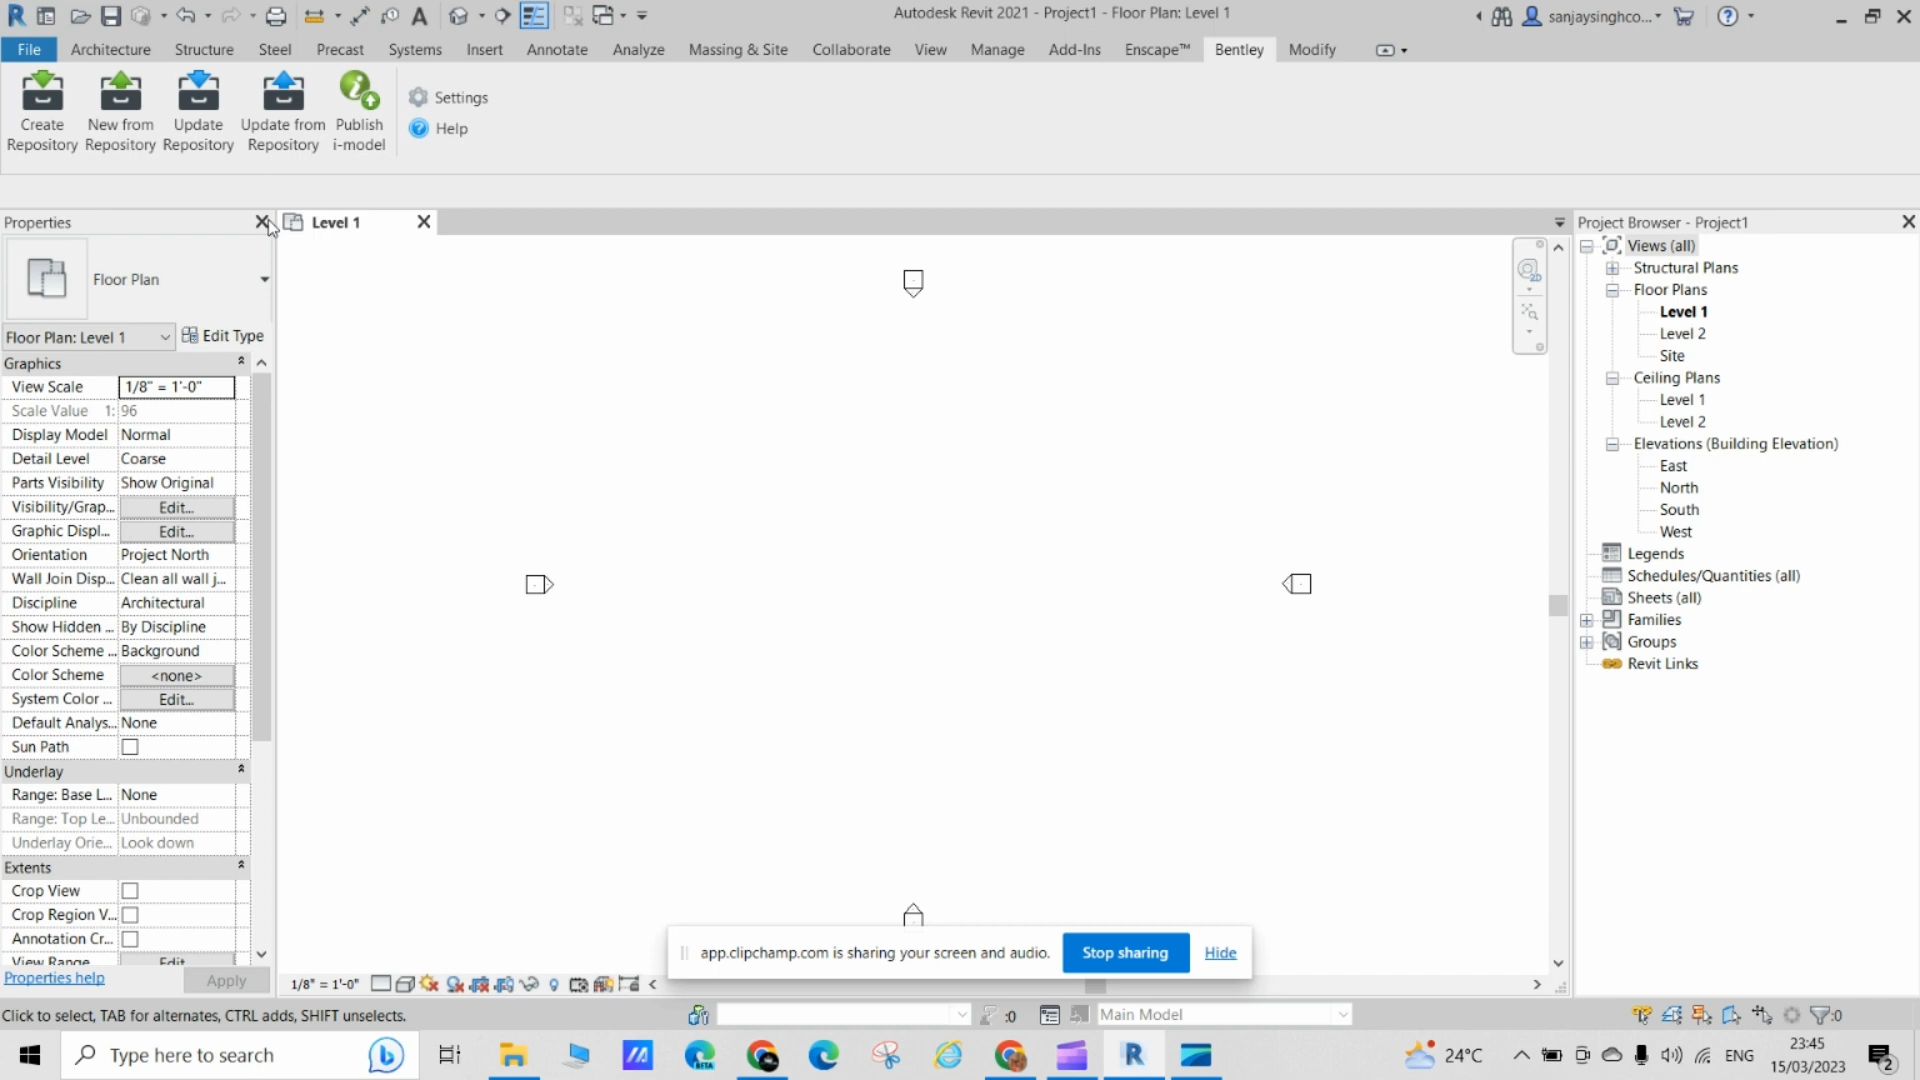 Autodesk Revit 2021 - Project1 - Floor Plan: Level 1
sanjaysinghco...
File Architecture Structure Steel Precast Systems Insert Annotate Analyze Massing & Site Collaborate View Manage Add-Ins Enscape™ Bentley Modify
Create Repository
New from Repository
Update Repository
Update from Repository
Publish i-model
Settings
Help
Properties
Level 1
Floor Plan
Floor Plan: Level 1
Edit Type
Graphics
View Scale 1/8" = 1'-0"
Scale Value 1: 96
Display Model Normal
Detail Level Coarse
Parts Visibility Show Original
Visibility/Grap... Edit...
Graphic Displ... Edit...
Orientation Project North
Wall Join Disp... Clean all wall j...
Discipline Architectural
Show Hidden ... By Discipline
Color Scheme ... Background
Color Scheme <none>
System Color ... Edit...
Default Analys... None
Sun Path
Underlay
Range: Base L... None
Range: Top Le... Unbounded
Underlay Orie... Look down
Extents
Crop View
Crop Region V...
Annotation Cr...
View Range Edit...
Properties help
Apply
2D
Project Browser - Project1
Views (all)
Structural Plans
Floor Plans
Level 1
Level 2
Site
Ceiling Plans
Level 1
Level 2
Elevations (Building Elevation)
East
North
South
West
Legends
Schedules/Quantities (all)
Sheets (all)
Families
Groups
Revit Links
app.clipchamp.com is sharing your screen and audio.
Stop sharing
Hide
1/8" = 1'-0"
Click to select, TAB for alternates, CTRL adds, SHIFT unselects.
:0
Main Model
:0
Type here to search
BETA
24°C
ENG
23:45
15/03/2023
2